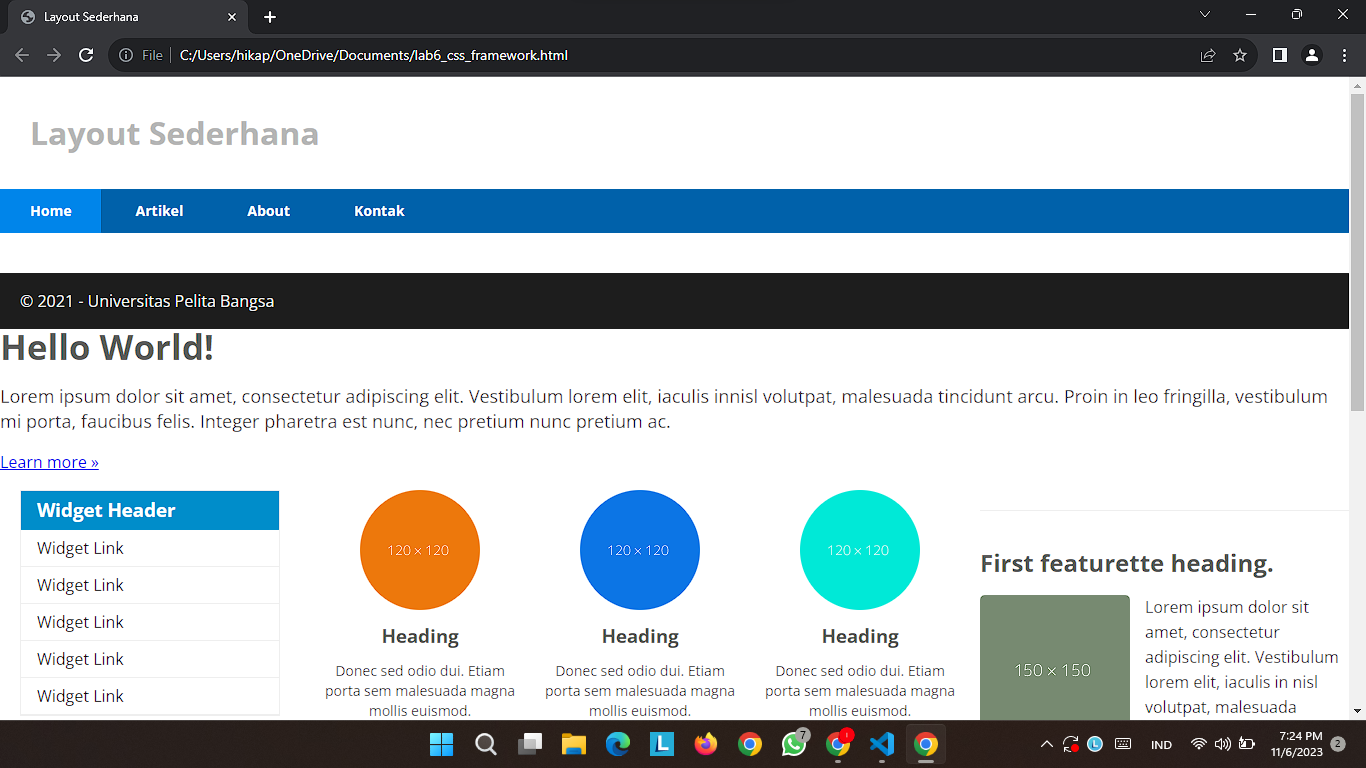 Layout Sederhana
File C:/Users/hikap/OneDrive/Documents/lab6_css_framework.html
Layout Sederhana
Home Artikel About Kontak
© 2021 - Universitas Pelita Bangsa
Hello World!
Lorem ipsum dolor sit amet, consectetur adipiscing elit. Vestibulum lorem elit, iaculis innisl volutpat, malesuada tincidunt arcu. Proin in leo fringilla, vestibulum
mi porta, faucibus felis. Integer pharetra est nunc, nec pretium nunc pretium ac.
Learn more »
Widget Header
Widget Link
Widget Link
Widget Link
Widget Link
Widget Link
120 × 120
Heading
Donec sed odio dui. Etiam
porta sem malesuada magna
mollis euismod.
120 × 120
Heading
Donec sed odio dui. Etiam
porta sem malesuada magna
mollis euismod.
120 × 120
Heading
Donec sed odio dui. Etiam
porta sem malesuada magna
mollis euismod.
First featurette heading.
150 × 150
Lorem ipsum dolor sit
amet, consectetur
adipiscing elit. Vestibulum
lorem elit, iaculis in nisl
volutpat, malesuada
L
7
L
IND
7:24 PM
11/6/2023
2